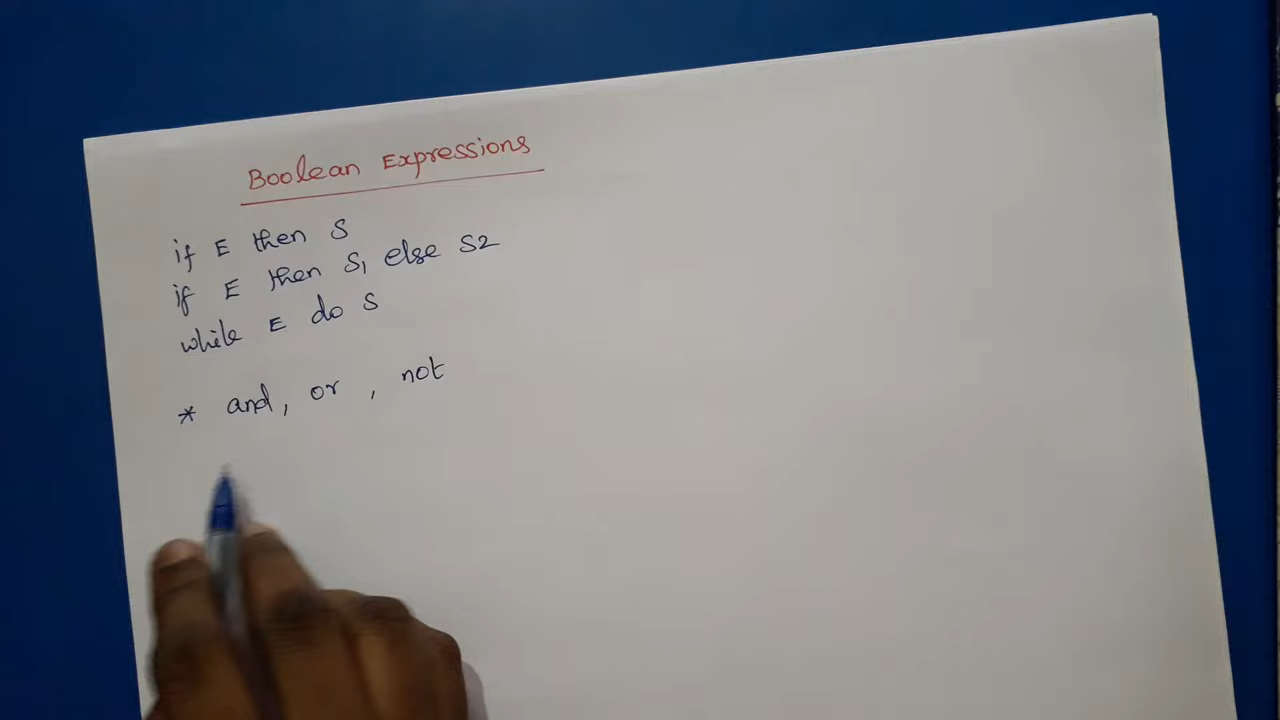 Boolean Expressions
if E then S
if E then S1 else S2
while E do S
* and, or , not